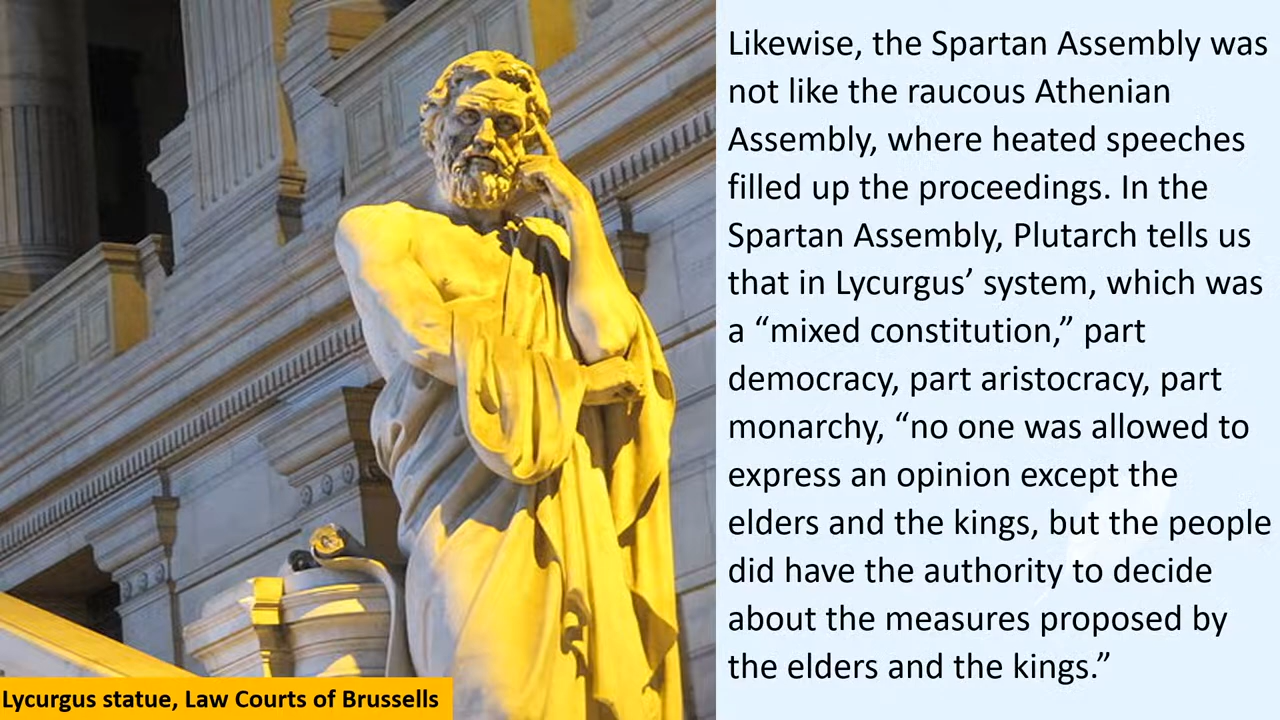 Likewise, the Spartan Assembly was
not like the raucous Athenian
Assembly, where heated speeches
filled up the proceedings. In the
Spartan Assembly, Plutarch tells us
that in Lycurgus’ system, which was
a “mixed constitution,” part
democracy, part aristocracy, part
monarchy, “no one was allowed to
express an opinion except the
elders and the kings, but the people
did have the authority to decide
about the measures proposed by
the elders and the kings.”
Lycurgus statue, Law Courts of Brussells